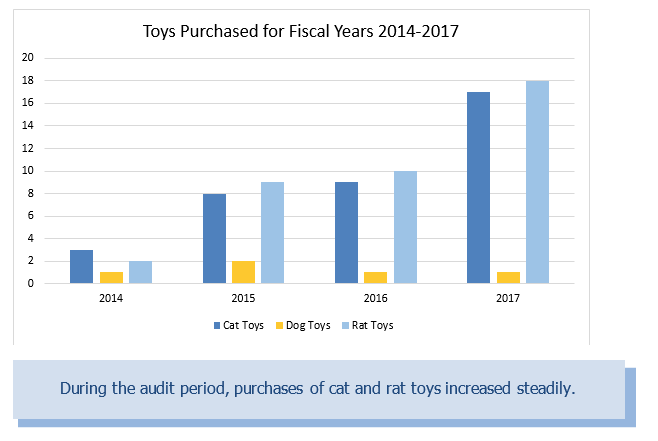 Toys Purchased for Fiscal Years 2014-2017
20
18
16
14
12
10
8
6
4
2
0
2014 2015 2016 2017
Cat Toys Dog Toys Rat Toys
During the audit period, purchases of cat and rat toys increased steadily.